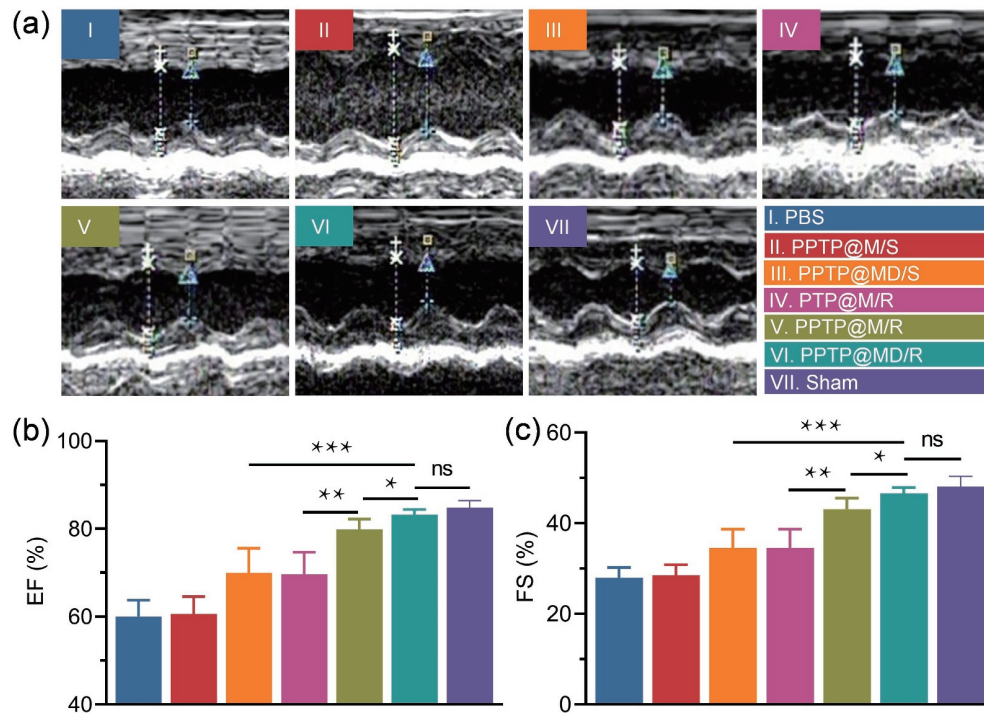 (a)
I
II
III
IV
V
VI
VII
I. PBS
II. PPTP@M/S
III. PPTP@MD/S
IV. PTP@M/R
V. PPTP@M/R
VI. PPTP@MD/R
VII. Sham
(b)
EF (%)
100
80
60
40
***
**
*
ns
(c)
FS (%)
60
40
20
0
***
**
*
ns